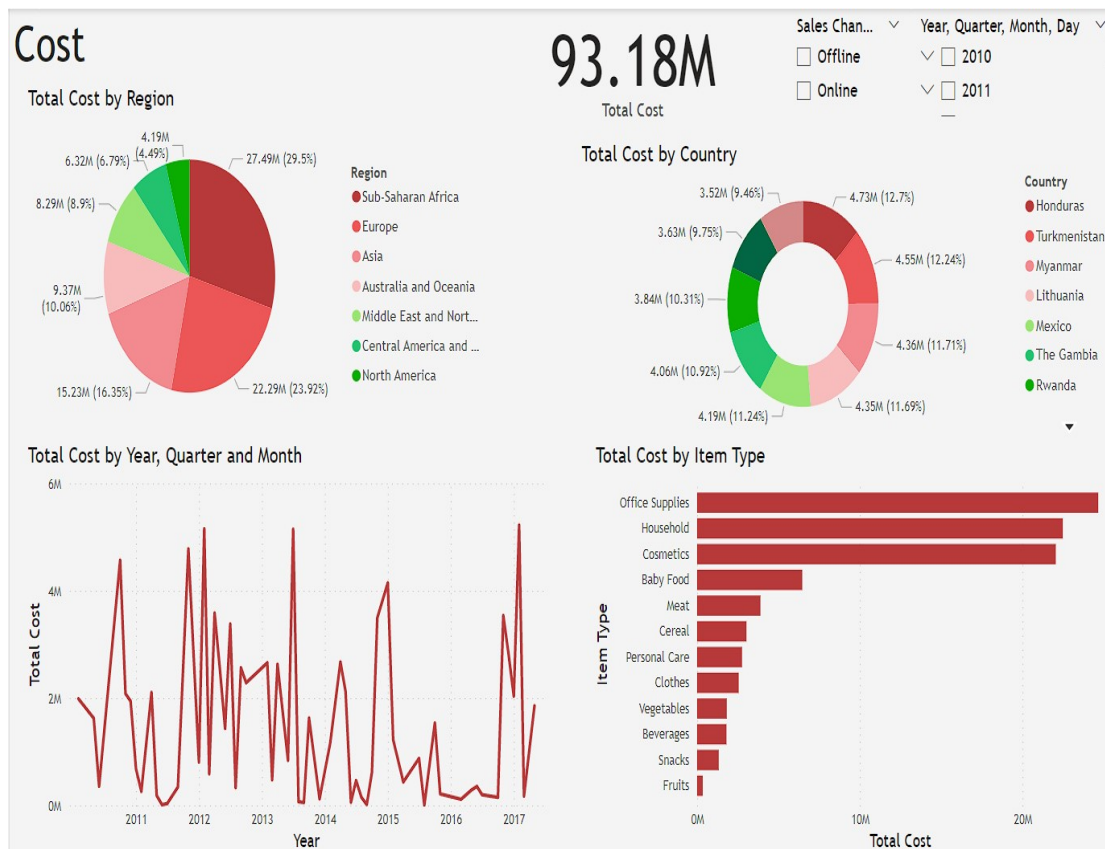 Cost
93.18M
Total Cost
Sales Chan...
Offline
Online
Year, Quarter, Month, Day
2010
2011
Total Cost by Region
4.19M
(4.49%)
6.32M (6.79%)
8.29M (8.9%)
9.37M
(10.06%)
15.23M (16.35%)
22.29M (23.92%)
27.49M (29.5%)
Region
Sub-Saharan Africa
Europe
Asia
Australia and Oceania
Middle East and Nort...
Central America and ...
North America
Total Cost by Country
3.52M (9.46%)
4.73M (12.7%)
3.63M (9.75%)
4.55M (12.24%)
3.84M (10.31%)
4.36M (11.71%)
4.06M (10.92%)
4.35M (11.69%)
4.19M (11.24%)
Country
Honduras
Turkmenistan
Myanmar
Lithuania
Mexico
The Gambia
Rwanda
Total Cost by Year, Quarter and Month
Total Cost
6M
4M
2M
0M
2011 2012 2013 2014 2015 2016 2017
Year
Total Cost by Item Type
Item Type
Office Supplies
Household
Cosmetics
Baby Food
Meat
Cereal
Personal Care
Clothes
Vegetables
Beverages
Snacks
Fruits
0M 10M 20M
Total Cost